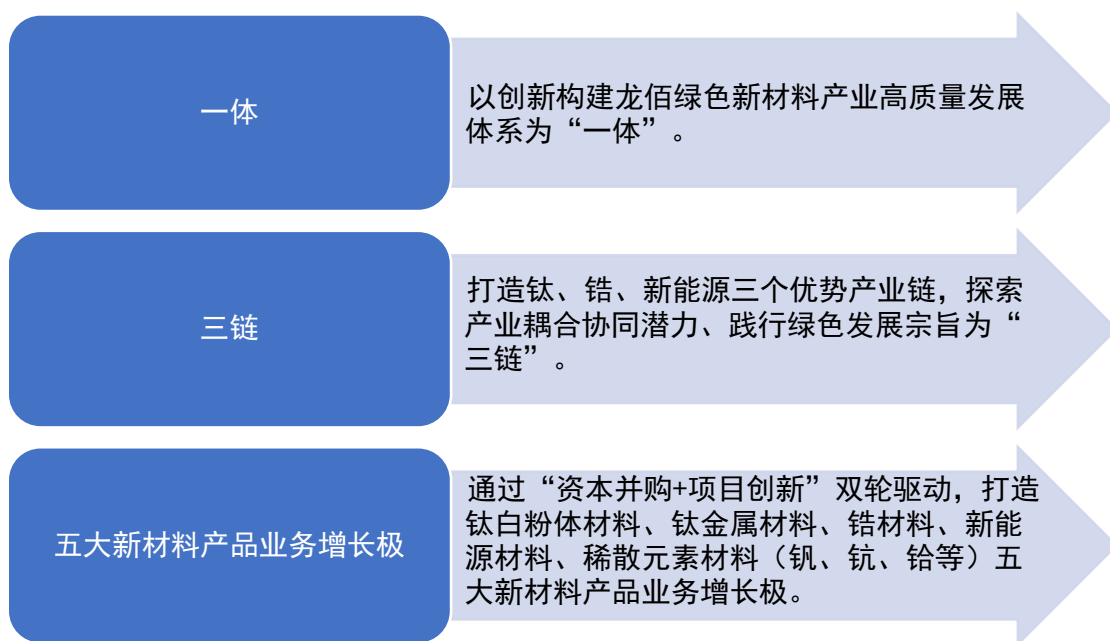 一体
以创新构建龙佰绿色新材料产业高质量发展
体系为“一体”。
三链
打造钛、锆、新能源三个优势产业链，探索
产业耦合协同潜力、践行绿色发展宗旨为“
三链”。
五大新材料产品业务增长极
通过“资本并购+项目创新”双轮驱动，打造
钛白粉体材料、钛金属材料、锆材料、新能
源材料、稀散元素材料（钒、钪、铪等）五
大新材料产品业务增长极。